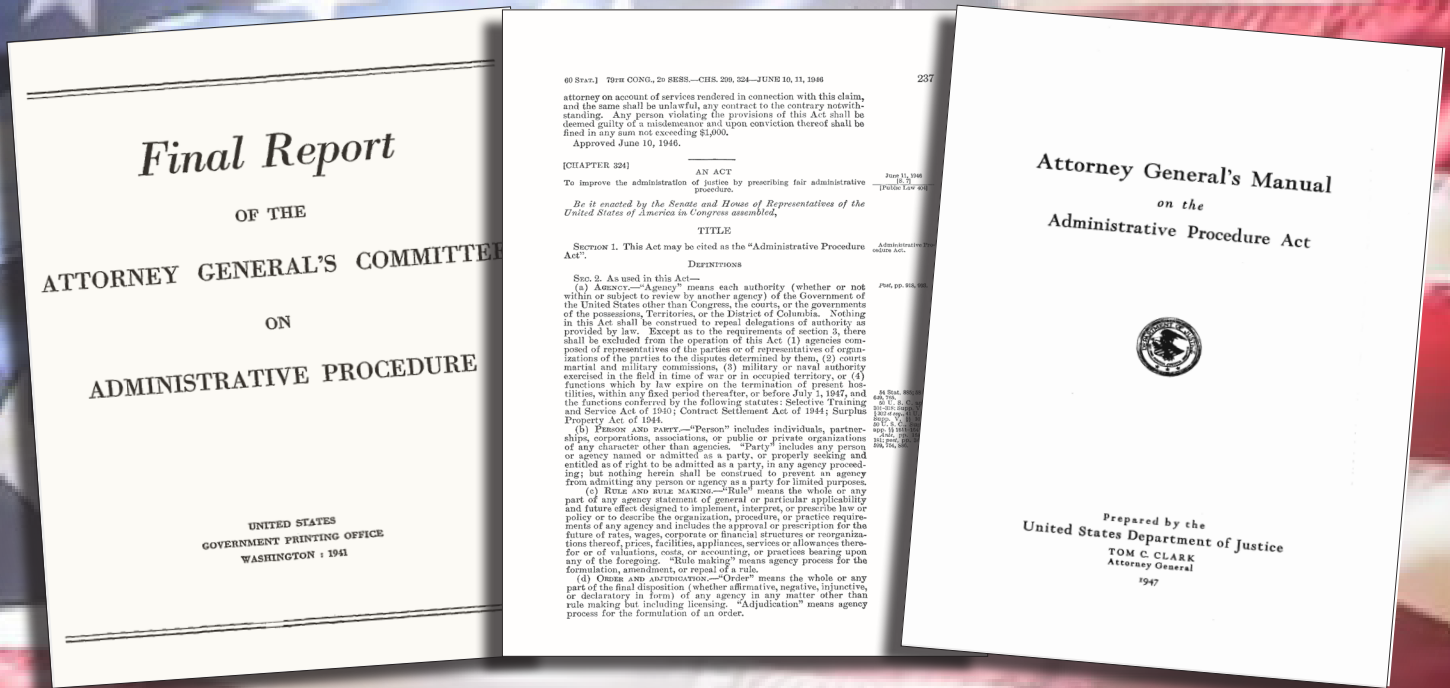 Final Report
OF THE
ATTORNEY GENERAL'S COMMITTEE
ON
ADMINISTRATIVE PROCEDURE
UNITED STATES
GOVERNMENT PRINTING OFFICE
WASHINGTON : 1941
60 STAT.] 79TH CONG., 2D SESS.—CHS. 299, 324—JUNE 10, 11, 1946
237
attorney on account of services rendered in connection with this claim,
and the same shall be unlawful, any contract to the contrary notwith-
standing. Any person violating the provisions of this Act shall be
deemed guilty of a misdemeanor and upon conviction thereof shall be
fined in any sum not exceeding $1,000.
Approved June 10, 1946.
[CHAPTER 324]
AN ACT
To improve the administration of justice by prescribing fair administrative
procedure.
June 11, 1946
[S. 7]
[Public Law 404]
Be it enacted by the Senate and House of Representatives of the
United States of America in Congress assembled,
TITLE
SECTION 1. This Act may be cited as the "Administrative Procedure
Act".
Administrative Pro-
cedure Act.
DEFINITIONS
SEC. 2. As used in this Act—
(a) AGENCY.—"Agency" means each authority (whether or not
within or subject to review by another agency) of the Government of
the United States other than Congress, the courts, or the governments
of the possessions, Territories, or the District of Columbia. Nothing
in this Act shall be construed to repeal delegations of authority as
provided by law. Except as to the requirements of section 3, there
shall be excluded from the operation of this Act (1) agencies com-
posed of representatives of the parties or of representatives of organ-
izations of the parties to the disputes determined by them, (2) courts
martial and military commissions, (3) military or naval authority
exercised in the field in time of war or in occupied territory, or (4)
functions which by law expire on the termination of present hos-
tilities, within any fixed period thereafter, or before July 1, 1947, and
the functions conferred by the following statutes: Selective Training
and Service Act of 1940; Contract Settlement Act of 1944; Surplus
Property Act of 1944.
Post, pp.
54 Stat.
(b) PERSON AND PARTY.—"Person" includes individuals, partner-
ships, corporations, associations, or public or private organizations
of any character other than agencies. "Party" includes any person
or agency named or admitted as a party, or properly seeking and
entitled as of right to be admitted as a party, in any agency proceed-
ing; but nothing herein shall be construed to prevent an agency
from admitting any person or agency as a party for limited purposes.
(c) RULE AND RULE MAKING.—"Rule" means the whole or any
part of any agency statement of general or particular applicability
and future effect designed to implement, interpret, or prescribe law or
policy or to describe the organization, procedure, or practice require-
ments of any agency and includes the approval or prescription for the
future of rates, wages, corporate or financial structures or reorganiza-
tions thereof, prices, facilities, appliances, services or allowances there-
for or of valuations, costs, or accounting, or practices bearing upon
any of the foregoing. "Rule making" means agency process for the
formulation, amendment, or repeal of a rule.
(d) ORDER AND ADJUDICATION.—"Order" means the whole or any
part of the final disposition (whether affirmative, negative, injunctive,
or declaratory in form) of any agency in any matter other than
rule making but including licensing. "Adjudication" means agency
process for the formulation of an order.
Attorney General's Manual
on the
Administrative Procedure Act
Prepared by the
United States Department of Justice
TOM C. CLARK
Attorney General
1947